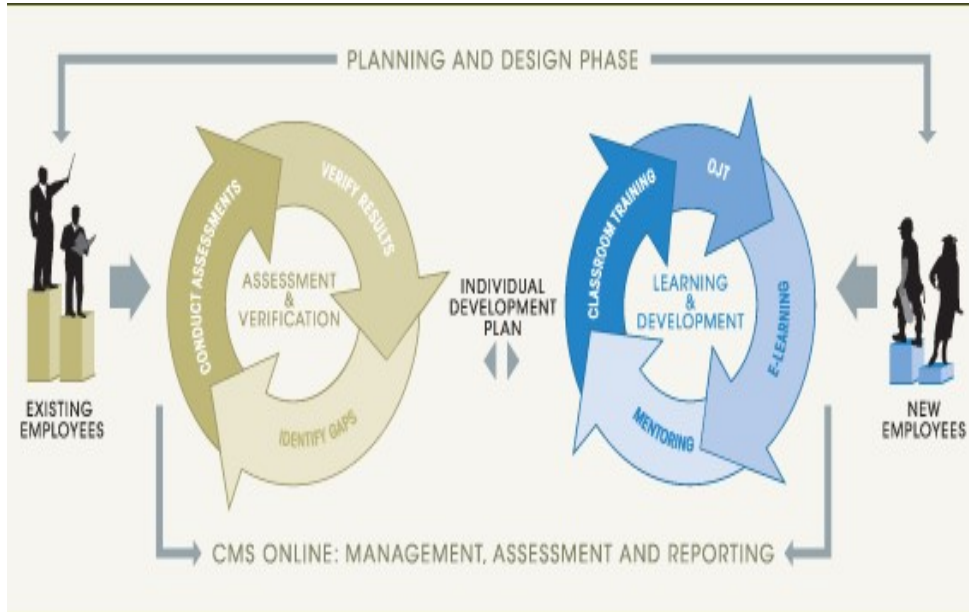 PLANNING AND DESIGN PHASE
CONDUCT ASSESSMENTS
VERIFY RESULTS
IDENTIFY GAPS
ASSESSMENT
&
VERIFICATION
INDIVIDUAL
DEVELOPMENT
PLAN
CLASSROOM TRAINING
OJT
E-LEARNING
MENTORING
LEARNING
&
DEVELOPMENT
EXISTING
EMPLOYEES
NEW
EMPLOYEES
CMS ONLINE: MANAGEMENT, ASSESSMENT AND REPORTING